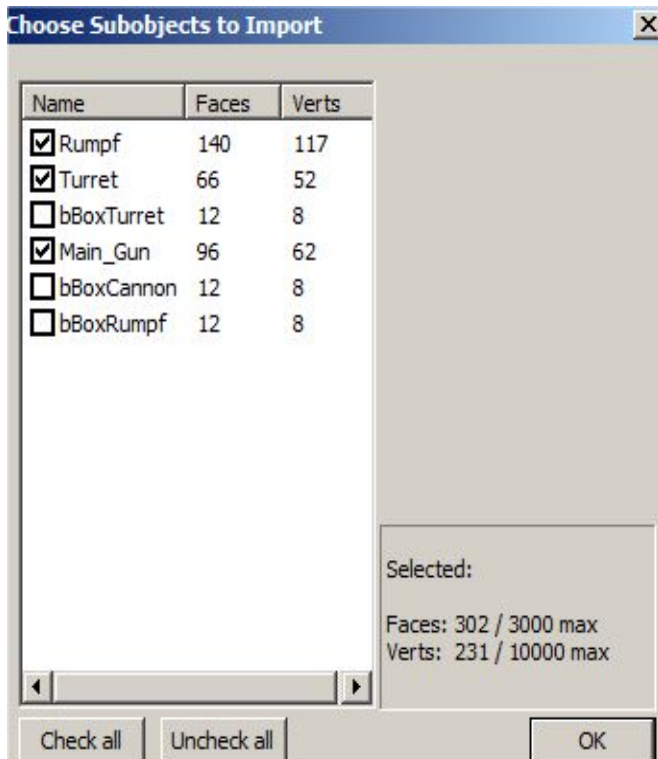 Choose Subobjects to Import
Name Faces Verts
Rumpf 140 117
Turret 66 52
bBoxTurret 12 8
Main_Gun 96 62
bBoxCannon 12 8
bBoxRumpf 12 8
Selected:
Faces: 302 / 3000 max
Verts: 231 / 10000 max
Check all Uncheck all OK